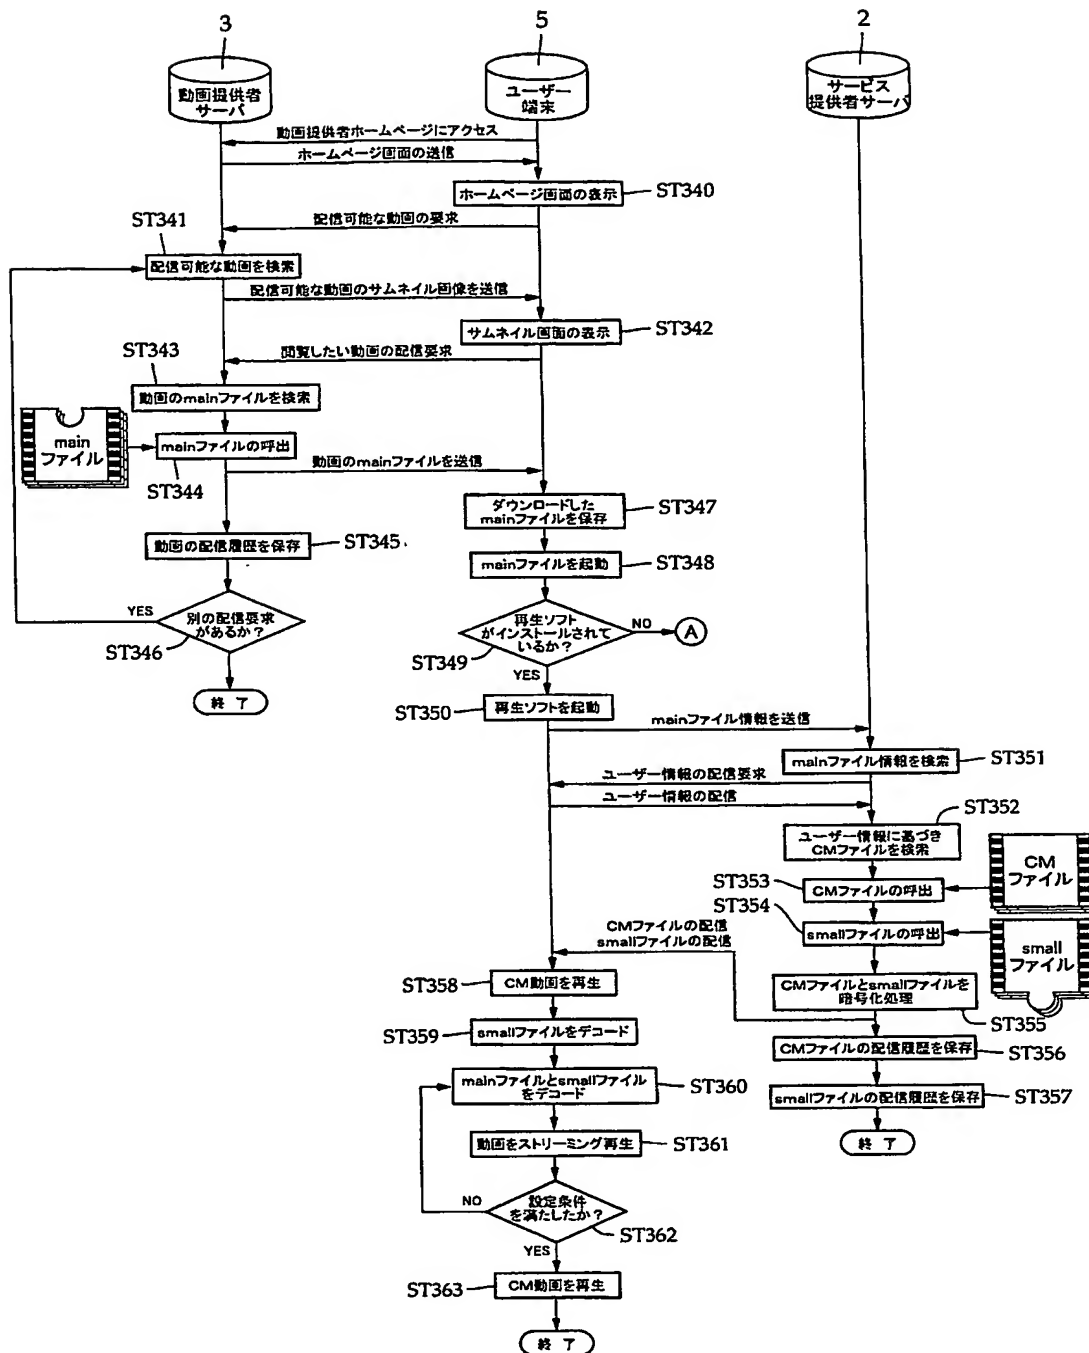 3
5
2
動画提供者
サーバ
ユーザー
端末
サービス
提供者サーバ
動画提供者ホームページにアクセス
ホームページ画面の送信
ホームページ画面の表示
ST340
配信可能な動画の要求
ST341
配信可能な動画を検索
配信可能な動画のサムネイル画像を送信
サムネイル画面の表示
ST342
閲覧したい動画の配信要求
ST343
動画のmainファイルを検索
main
ファイル
mainファイルの呼出
ST344
動画のmainファイルを送信
ダウンロードした
mainファイルを保存
ST347
動画の配信履歴を保存
ST345
mainファイルを起動
ST348
YES
別の配信要求
があるか?
ST346
終 了
再生ソフト
がインストールされて
いるか?
NO
A
ST349
YES
ST350
再生ソフトを起動
mainファイル情報を送信
mainファイル情報を検索
ST351
ユーザー情報の配信要求
ユーザー情報の配信
ST352
ユーザー情報に基づき
CMファイルを検索
ST353
CMファイルの呼出
CM
ファイル
ST354
smallファイルの呼出
small
ファイル
CMファイルの配信
smallファイルの配信
CMファイルとsmallファイルを
暗号化処理
ST355
ST358
CM動画を再生
ST359
smallファイルをデコード
CMファイルの配信履歴を保存
ST356
mainファイルとsmallファイル
をデコード
ST360
smallファイルの配信履歴を保存
ST357
終 了
動画をストリーミング再生
ST361
NO
設定条件
を満たしたか?
ST362
YES
ST363
CM動画を再生
終 了